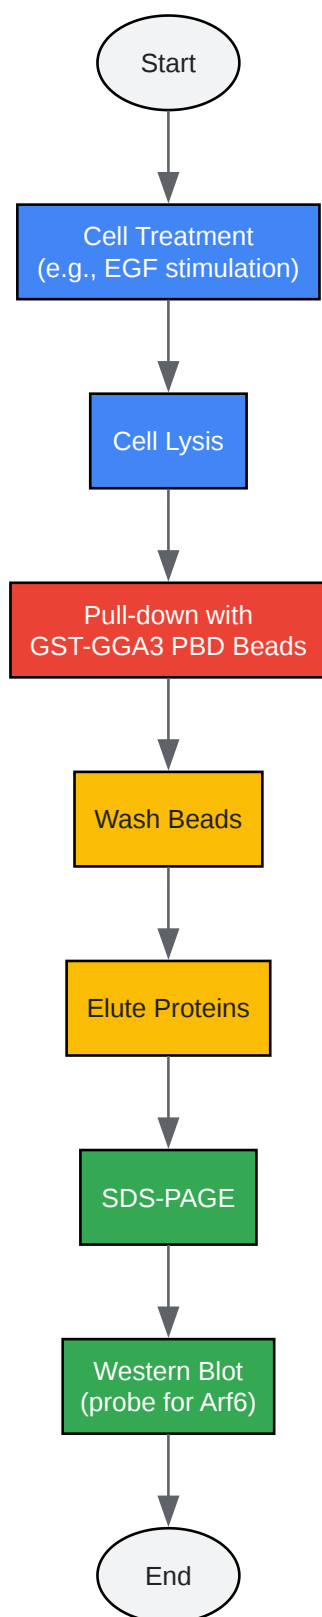 Start
Cell Treatment
(e.g., EGF stimulation)
Cell Lysis
Pull-down with
GST-GGA3 PBD Beads
Wash Beads
Elute Proteins
SDS-PAGE
Western Blot
(probe for Arf6)
End